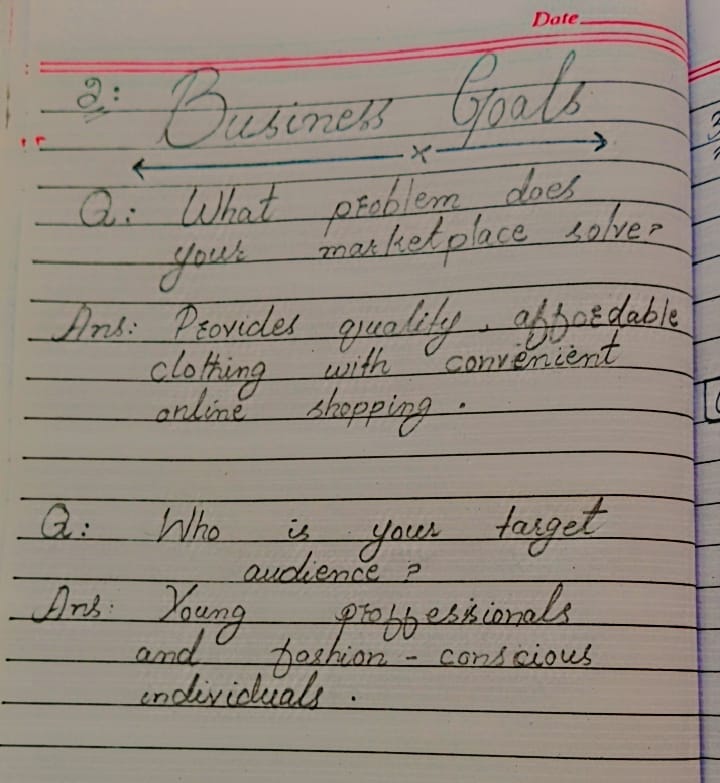 Date
2:
Business Goals
Q: What problem does
your marketplace solve?
Ans: Provides quality, affordable
clothing with convenient
online shopping.
Q: Who is your target
audience?
Ans: Young proffessionals
and fashion-conscious
individuals.